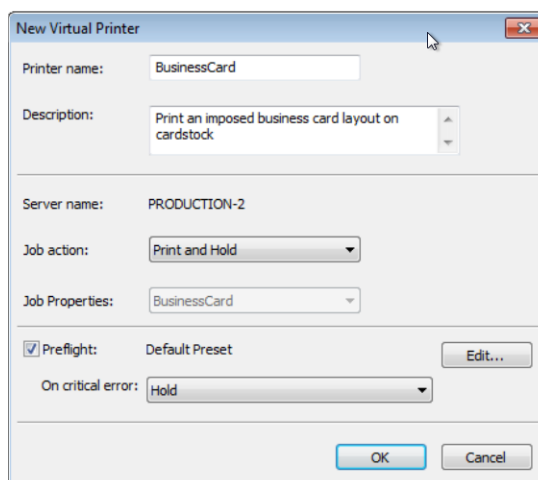 New Virtual Printer
Printer name: BusinessCard
Description: Print an imposed business card layout on
cardstock
Server name: PRODUCTION-2
Job action: Print and Hold
Job Properties: BusinessCard
Preflight: Default Preset Edit...
On critical error: Hold
OK Cancel